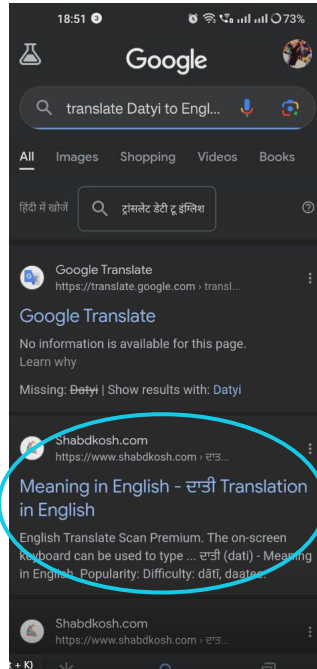 18:51
73%
Google
translate Datyi to Engl...
All Images Shopping Videos Books
हिंदी में खोजें ट्रांसलेट डेटी टू इंग्लिश
Google Translate
https://translate.google.com › transl...
Google Translate
No information is available for this page.
Learn why
Missing: Datyi | Show results with: Datyi
Shabdkosh.com
https://www.shabdkosh.com › ਦਾਤ...
Meaning in English - ਦਾਤੀ Translation
in English
English Translate Scan Premium. The on-screen
keyboard can be used to type ... ਦਾਤੀ (dati) - Meaning
in English. Popularity: Difficulty: dātī, daatee.
Shabdkosh.com
https://www.shabdkosh.com › ਦਾਤ...
t + K)